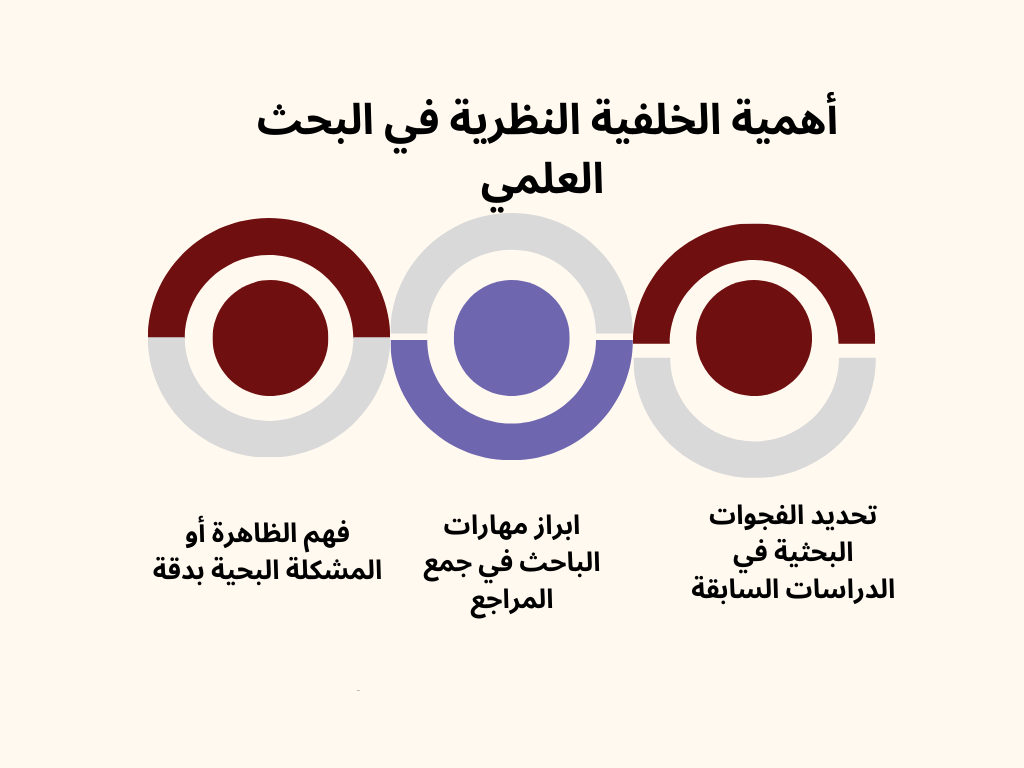 أهمية الخلفية النظرية في البحث
العلمي
تحديد الفجوات
البحثية في
الدراسات السابقة
ابراز مهارات
الباحث في جمع
المراجع
فهم الظاهرة أو
المشكلة البحية بدقة